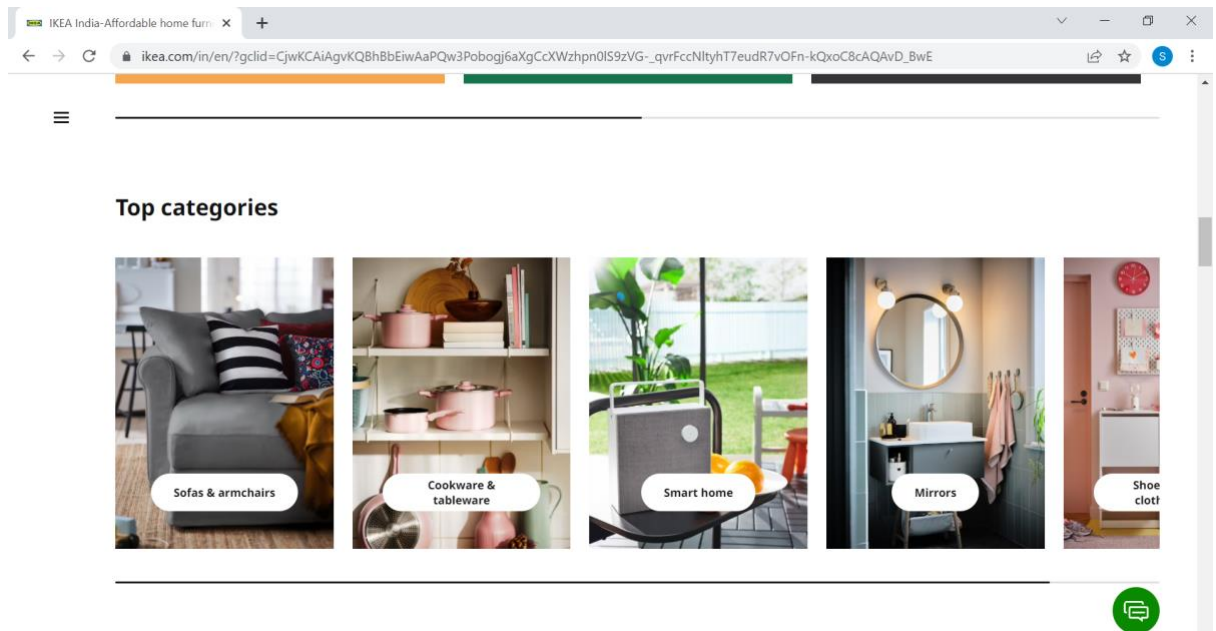 IKEA India-Affordable home furn
ikea.com/in/en/?gclid=CjwKCAiAgvKQBhBbEiwAaPQw3Pobogj6aXgCcXWzhpn0lS9zVG-_qvrFccNltyhT7eudR7vOFn-kQxoC8cAQAvD_BwE
S
Top categories
Sofas & armchairs
Cookware &
tableware
Smart home
Mirrors
Shoe
cloth